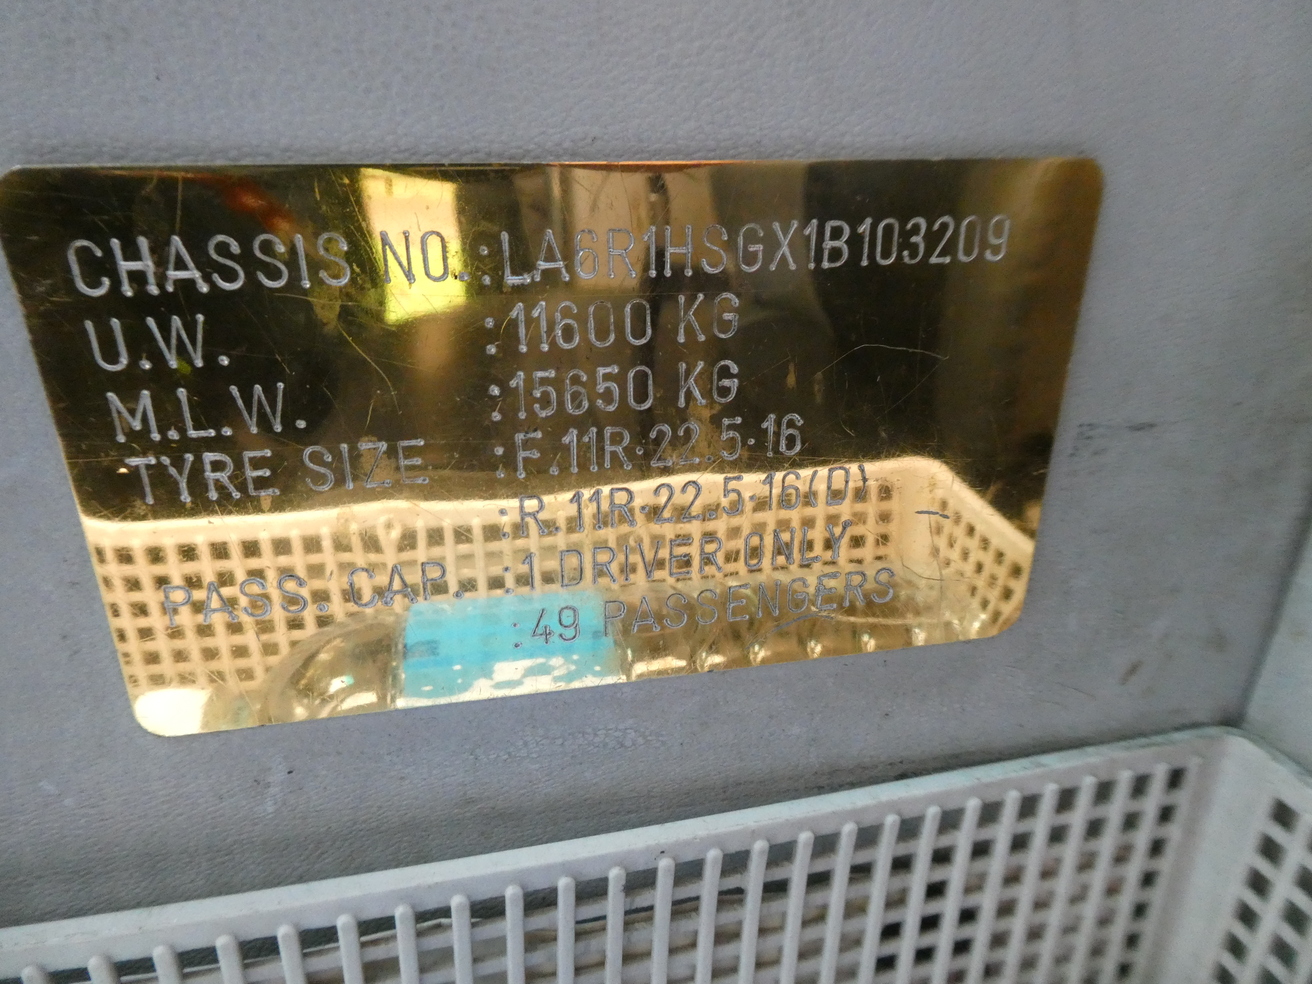 CHASSIS NO.:LA6R1HSGX1B103209
U.W. :11600 KG
M.L.W. :15650 KG
TYRE SIZE :F.11R·22.5·16
:R.11R·22.5·16(D)
PASS. CAP. :1 DRIVER ONLY
:49 PASSENGERS